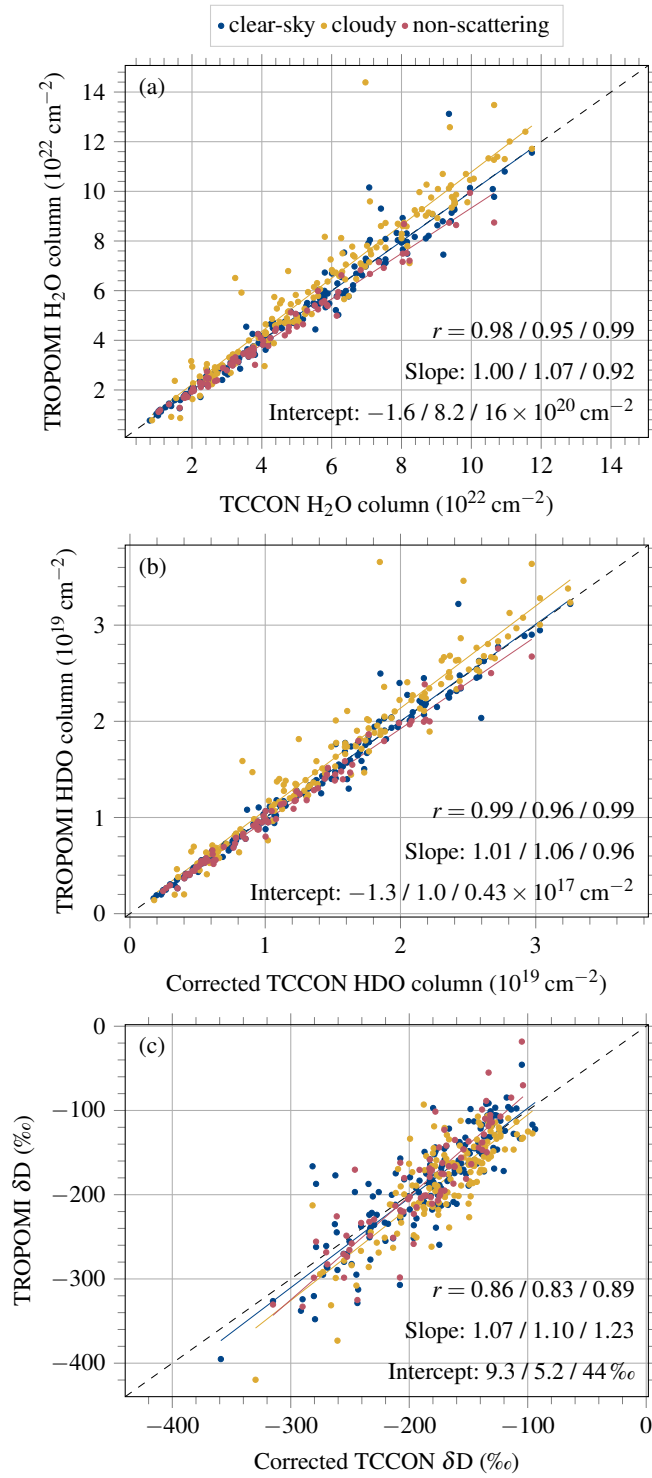 clear-sky cloudy non-scattering
(a)
14
12
10
8
6
4
2
TROPOMI H₂O column (10²² cm⁻²)
r = 0.98 / 0.95 / 0.99
Slope: 1.00 / 1.07 / 0.92
Intercept: −1.6 / 8.2 / 16 × 10²⁰ cm⁻²
2 4 6 8 10 12 14
TCCON H₂O column (10²² cm⁻²)
(b)
3
2
1
0
TROPOMI HDO column (10¹⁹ cm⁻²)
r = 0.99 / 0.96 / 0.99
Slope: 1.01 / 1.06 / 0.96
Intercept: −1.3 / 1.0 / 0.43 × 10¹⁷ cm⁻²
0 1 2 3
Corrected TCCON HDO column (10¹⁹ cm⁻²)
(c)
0
−100
−200
−300
−400
TROPOMI δD (‰)
r = 0.86 / 0.83 / 0.89
Slope: 1.07 / 1.10 / 1.23
Intercept: 9.3 / 5.2 / 44 ‰
−400 −300 −200 −100 0
Corrected TCCON δD (‰)